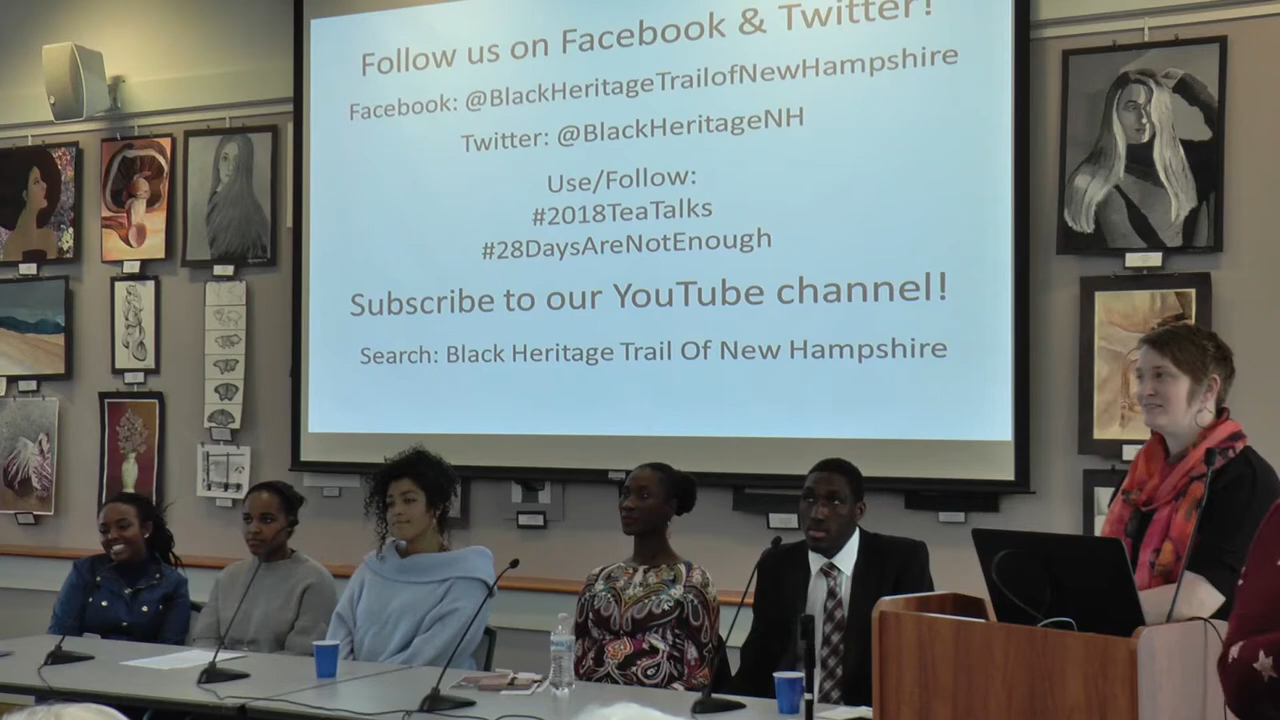 Follow us on Facebook & Twitter!
Facebook: @BlackHeritageTrailofNewHampshire
Twitter: @BlackHeritageNH
Use/Follow:
#2018TeaTalks
#28DaysAreNotEnough
Subscribe to our YouTube channel!
Search: Black Heritage Trail Of New Hampshire